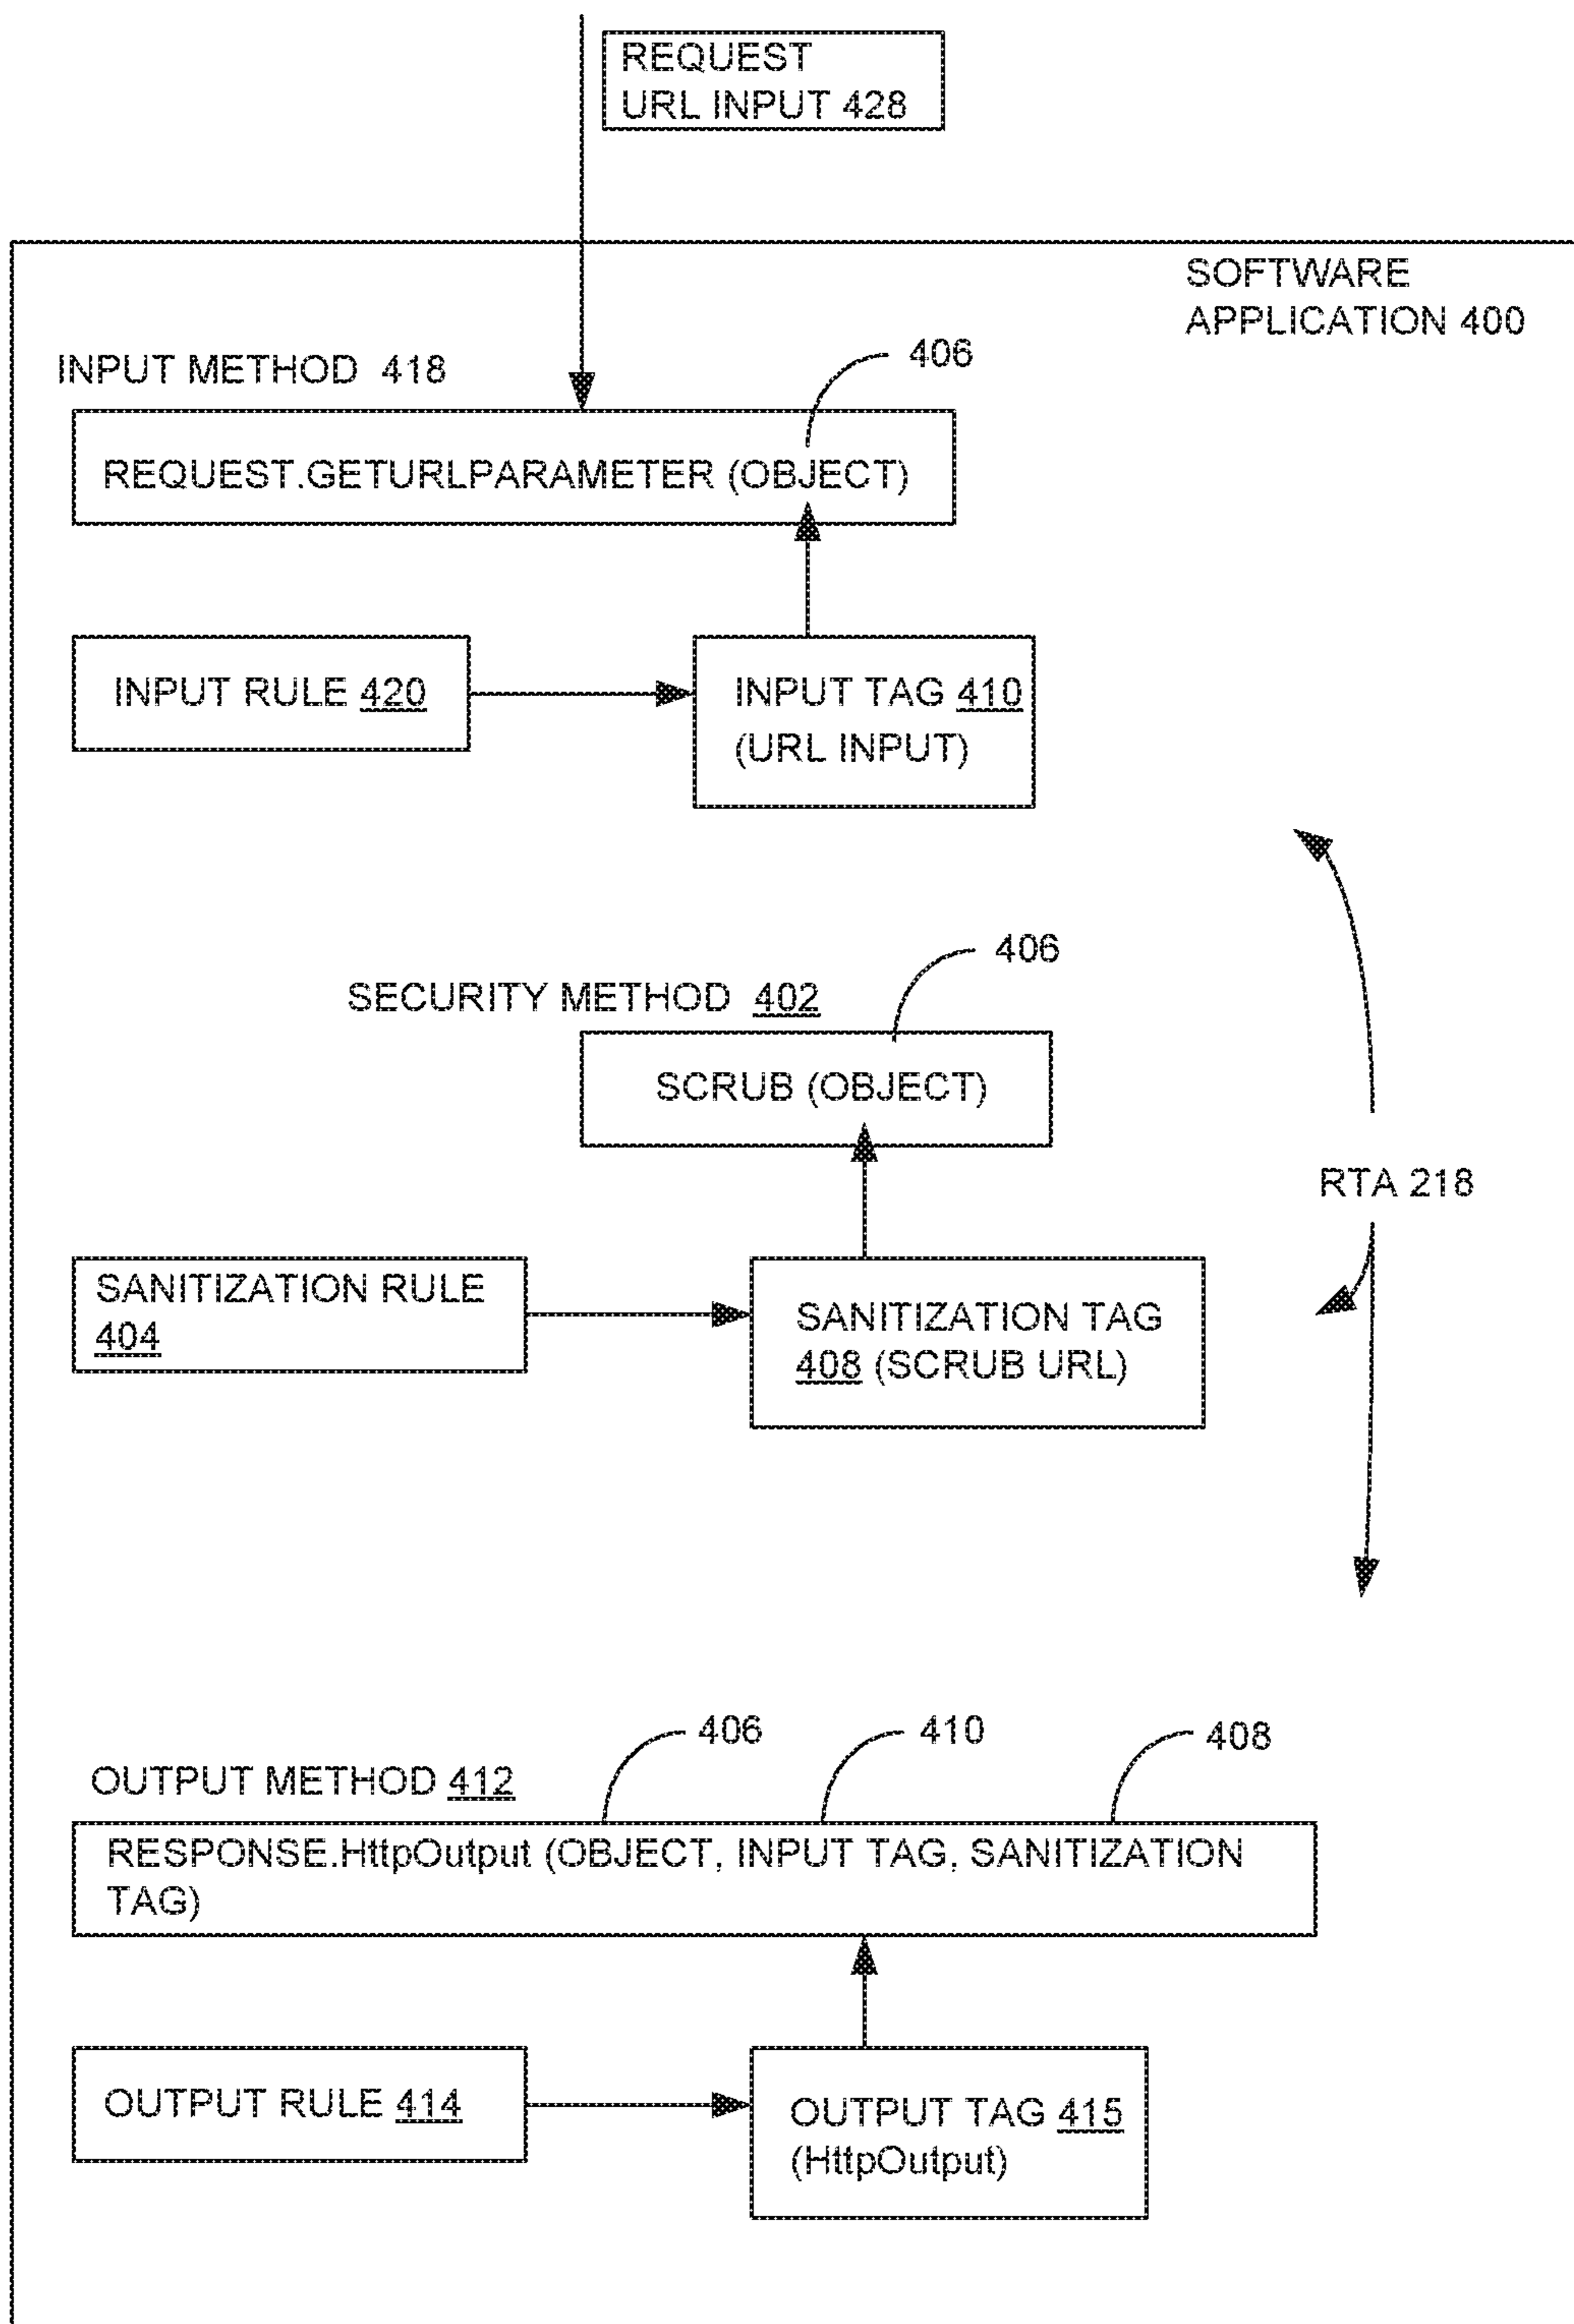 REQUEST
URL INPUT 428
SOFTWARE
APPLICATION 400
INPUT METHOD 418
406
REQUEST.GETURLPARAMETER (OBJECT)
INPUT RULE 420
INPUT TAG 410
(URL INPUT)
406
SECURITY METHOD 402
SCRUB (OBJECT)
RTA 218
SANITIZATION RULE
404
SANITIZATION TAG
408 (SCRUB URL)
406
410
408
OUTPUT METHOD 412
RESPONSE.HttpOutput (OBJECT, INPUT TAG, SANITIZATION
TAG)
OUTPUT RULE 414
OUTPUT TAG 415
(HttpOutput)